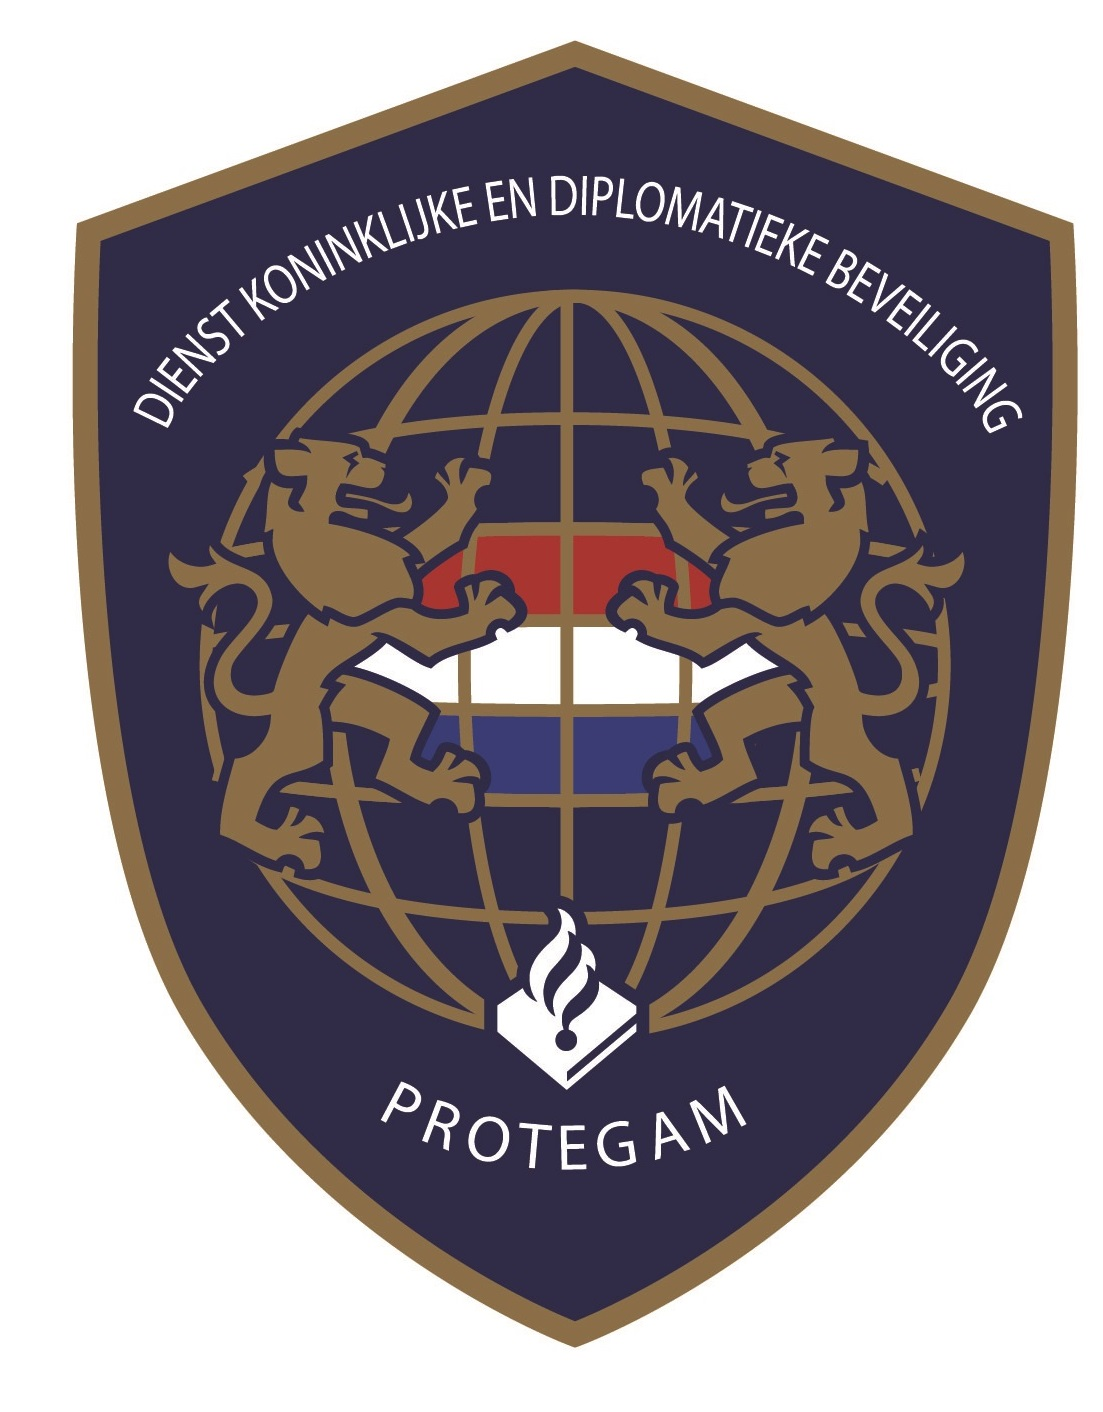 DIENST KONINKLIJKE EN DIPLOMATIEKE BEVEILIGING
PROTEGAM